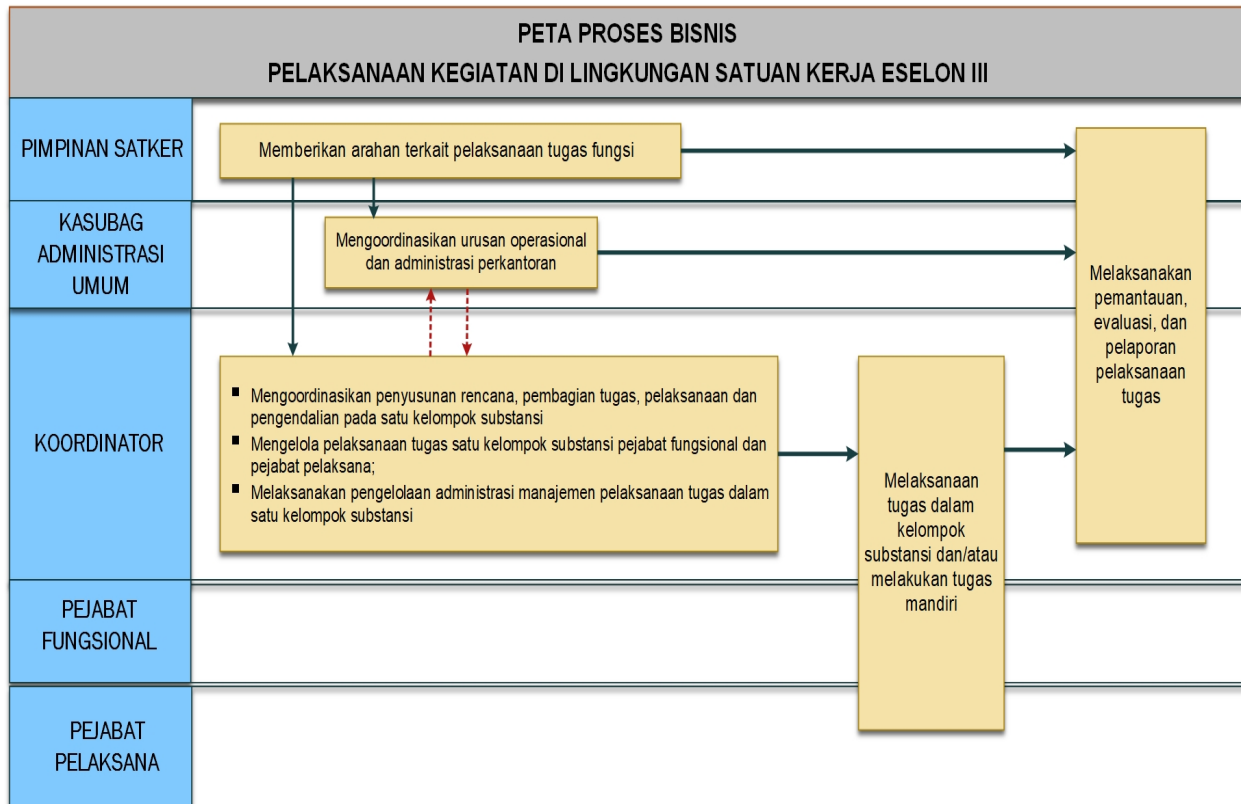 PETA PROSES BISNIS
PELAKSANAAN KEGIATAN DI LINGKUNGAN SATUAN KERJA ESELON III
PIMPINAN SATKER
Memberikan arahan terkait pelaksanaan tugas fungsi
KASUBAG
ADMINISTRASI
UMUM
Mengoordinasikan urusan operasional
dan administrasi perkantoran
Melaksanakan
pemantauan,
evaluasi, dan
pelaporan
pelaksanaan
tugas
KOORDINATOR
▪ Mengoordinasikan penyusunan rencana, pembagian tugas, pelaksanaan dan
pengendalian pada satu kelompok substansi
▪ Mengelola pelaksanaan tugas satu kelompok substansi pejabat fungsional dan
pejabat pelaksana;
▪ Melaksanakan pengelolaan administrasi manajemen pelaksanaan tugas dalam
satu kelompok substansi
Melaksanaan
tugas dalam
kelompok
substansi dan/atau
melakukan tugas
mandiri
PEJABAT
FUNGSIONAL
PEJABAT
PELAKSANA